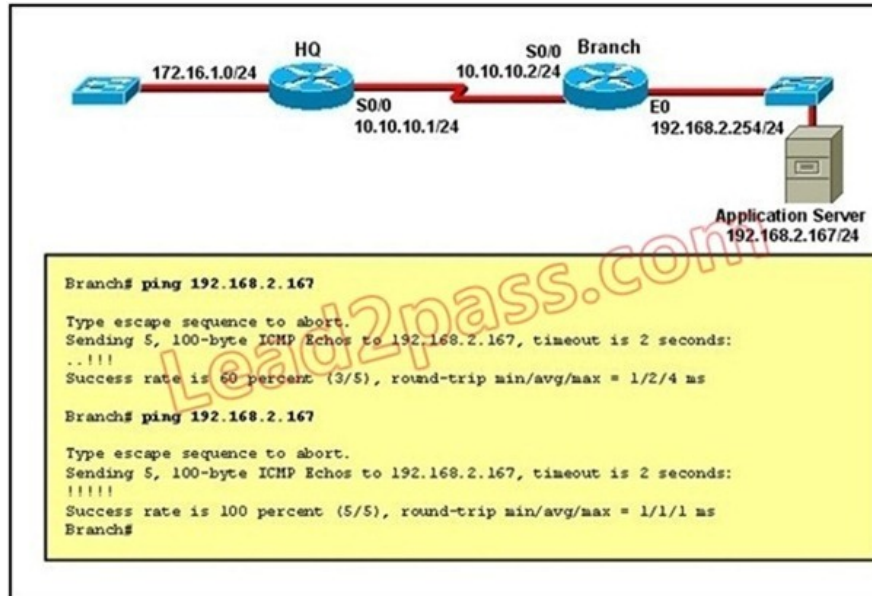 HQ
S0/0 Branch
172.16.1.0/24
10.10.10.2/24
S0/0
10.10.10.1/24
E0
192.168.2.254/24
Application Server
192.168.2.167/24
Lead2pass.com
Branch# ping 192.168.2.167
Type escape sequence to abort.
Sending 5, 100-byte ICMP Echos to 192.168.2.167, timeout is 2 seconds:
..!!!
Success rate is 60 percent (3/5), round-trip min/avg/max = 1/2/4 ms
Branch# ping 192.168.2.167
Type escape sequence to abort.
Sending 5, 100-byte ICMP Echos to 192.168.2.167, timeout is 2 seconds:
!!!!!
Success rate is 100 percent (5/5), round-trip min/avg/max = 1/1/1 ms
Branch#